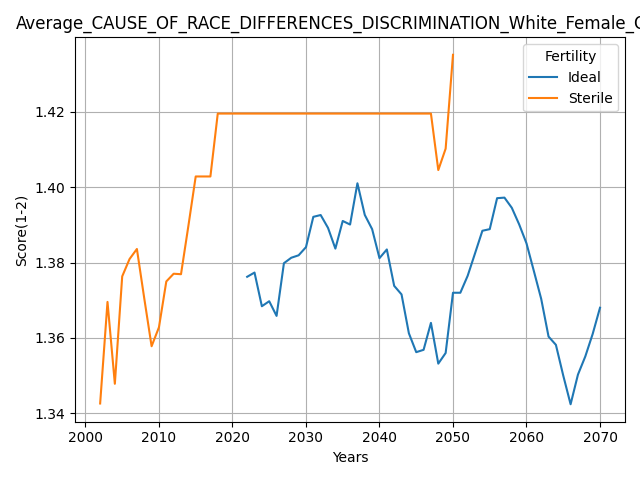 Average_CAUSE_OF_RACE_DIFFERENCES_DISCRIMINATION_White_Female_
Fertility
Ideal
Sterile
1.42
1.40
1.38
1.36
1.34
Score(1-2)
2000 2010 2020 2030 2040 2050 2060 2070
Years